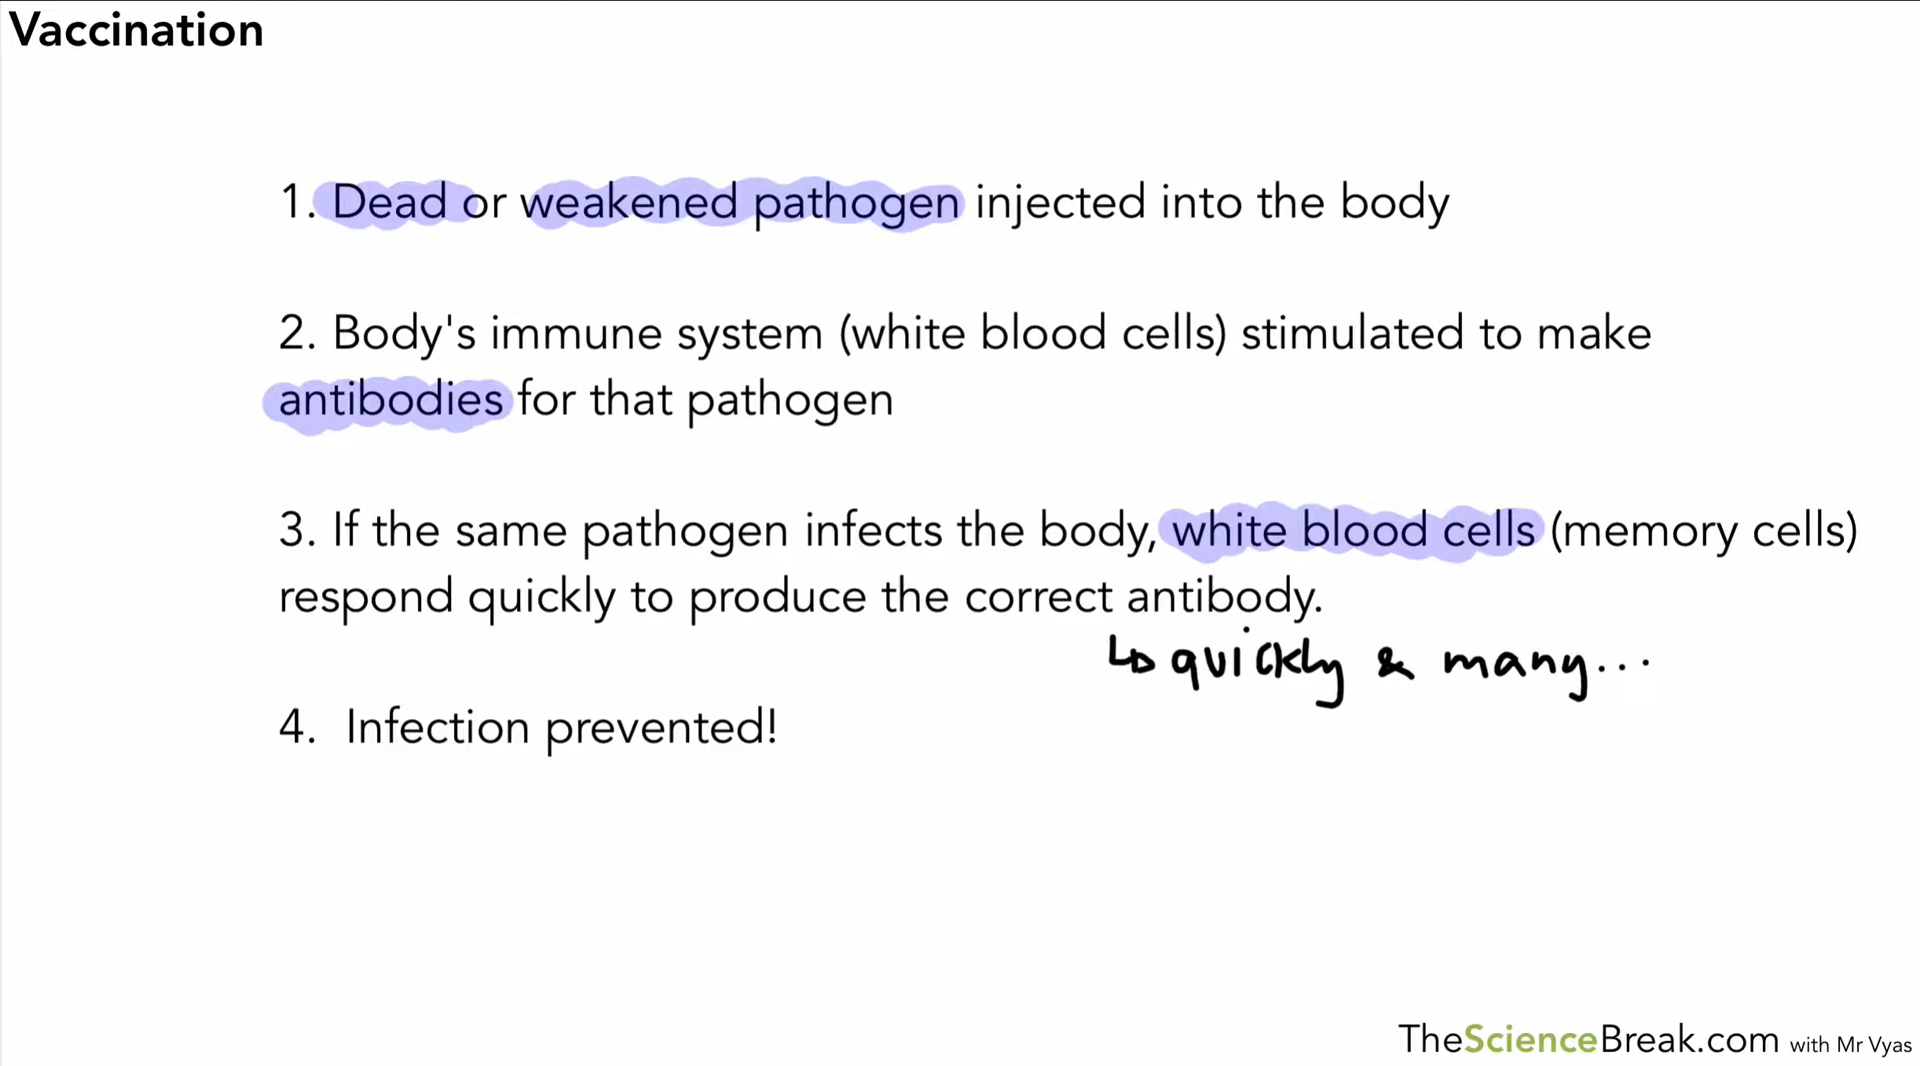 Vaccination
1. Dead or weakened pathogen injected into the body
2. Body's immune system (white blood cells) stimulated to make
antibodies for that pathogen
3. If the same pathogen infects the body, white blood cells (memory cells)
respond quickly to produce the correct antibody.
↳ quickly & many...
4. Infection prevented!
TheScienceBreak.com with Mr Vyas